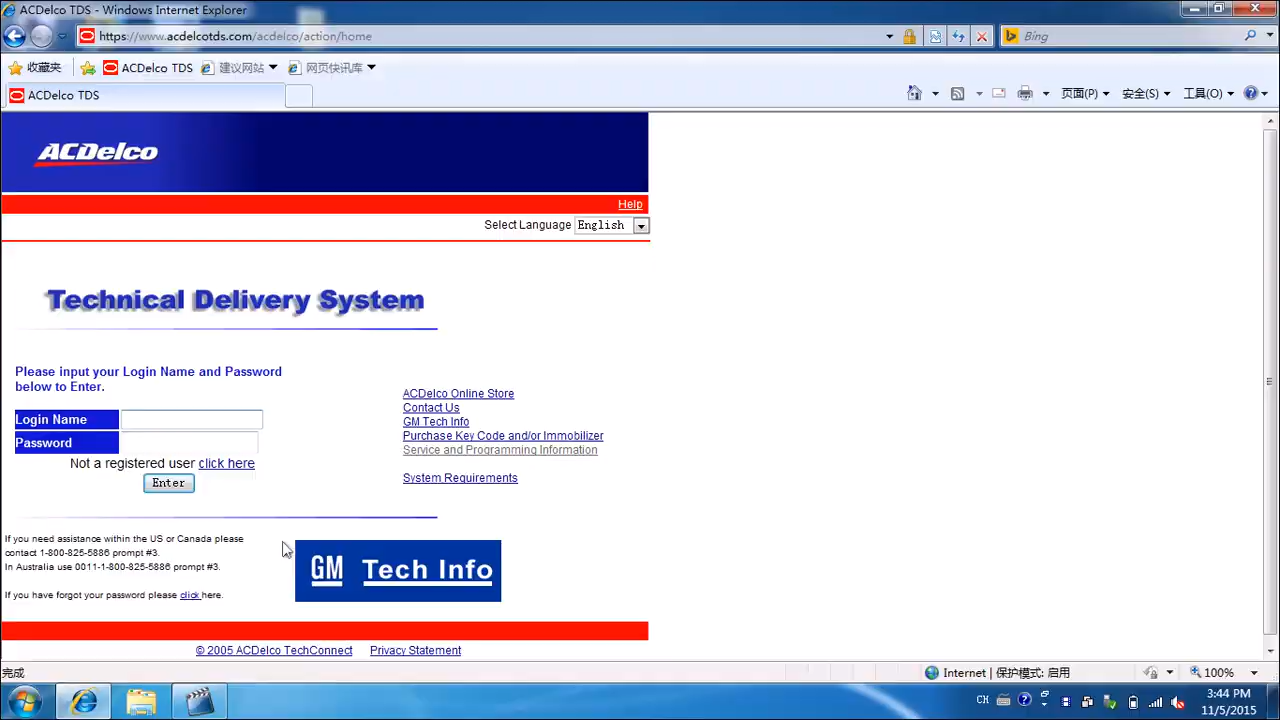 ACDelco TDS - Windows Internet Explorer
https://www.acdelcotds.com/acdelco/action/home
Bing
收藏夹
ACDelco TDS
建议网站
网页快讯库
ACDelco TDS
页面(P)
安全(S)
工具(O)
ACDelco
Help
Select Language English
Technical Delivery System
Please input your Login Name and Password
below to Enter.
Login Name
Password
Not a registered user click here
Enter
ACDelco Online Store
Contact Us
GM Tech Info
Purchase Key Code and/or Immobilizer
Service and Programming Information
System Requirements
If you need assistance within the US or Canada please
contact 1-800-825-5886 prompt #3.
In Australia use 0011-1-800-825-5886 prompt #3.
If you have forgot your password please click here.
GM Tech Info
© 2005 ACDelco TechConnect
Privacy Statement
完成
Internet | 保护模式: 启用
100%
CH
3:44 PM
11/5/2015